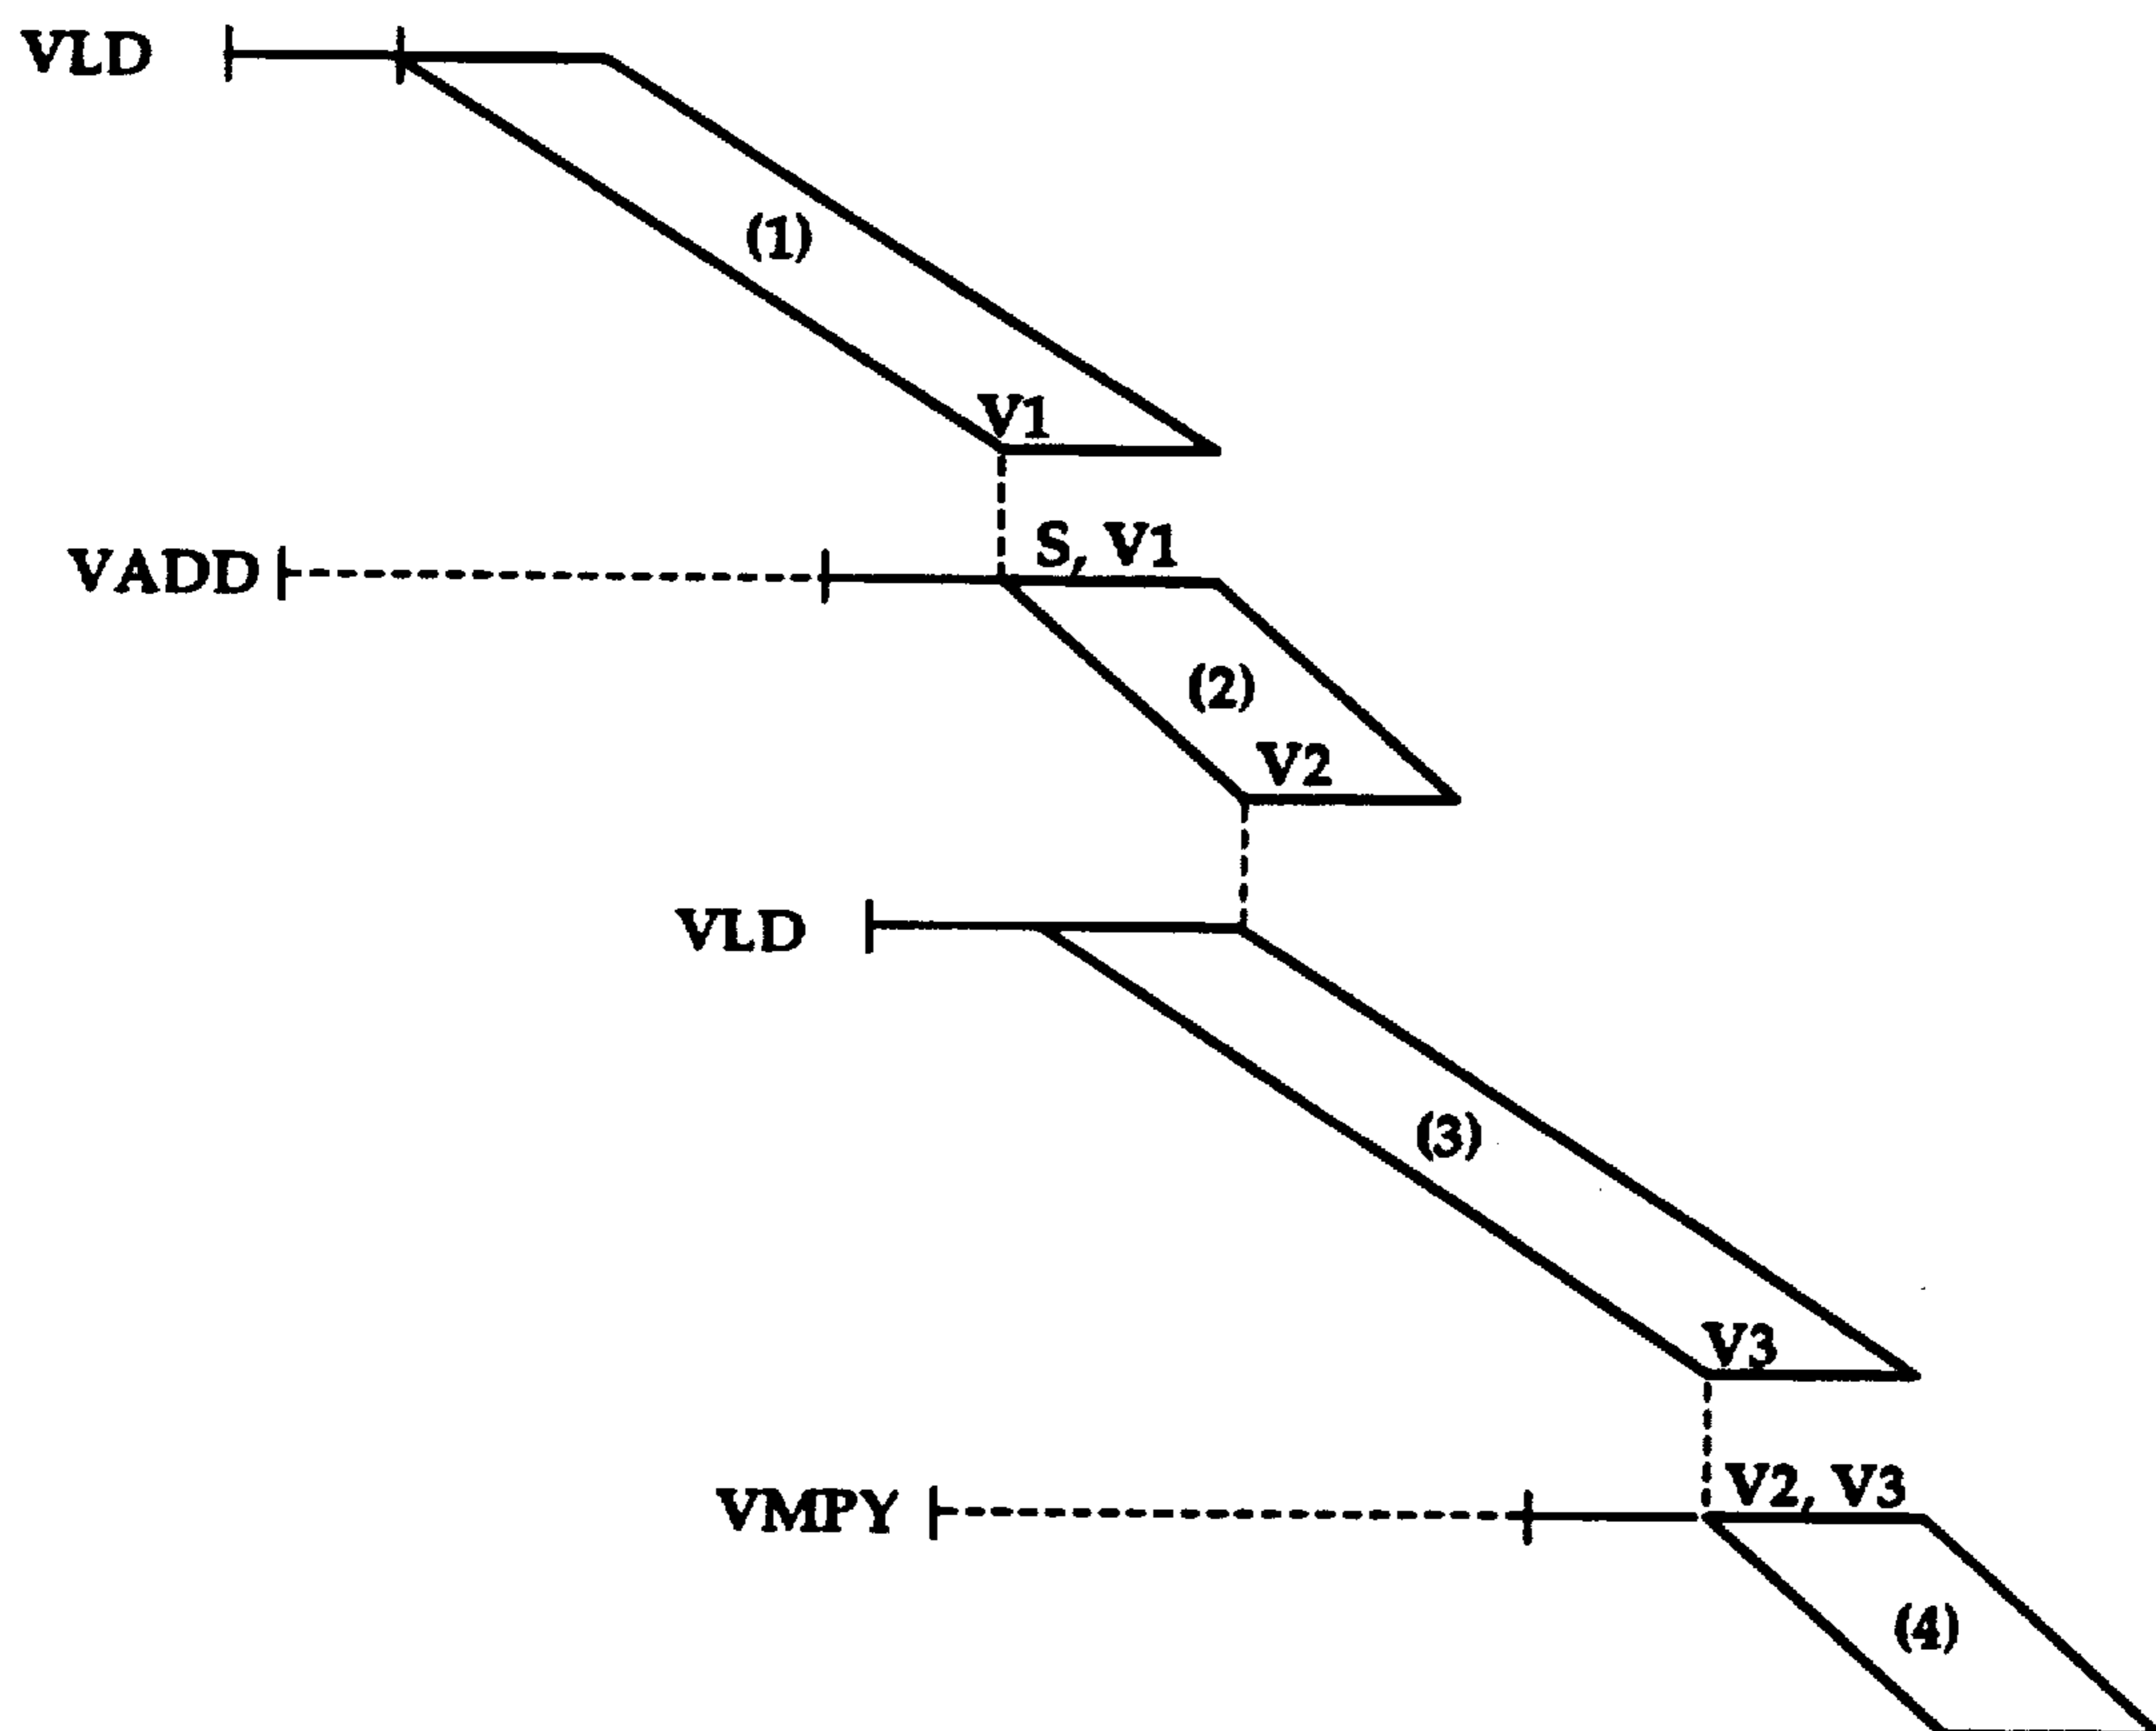 VLD
(1)
V1
S, V1
VADD
(2)
V2
VLD
(3)
V3
V2, V3
VMPY
(4)